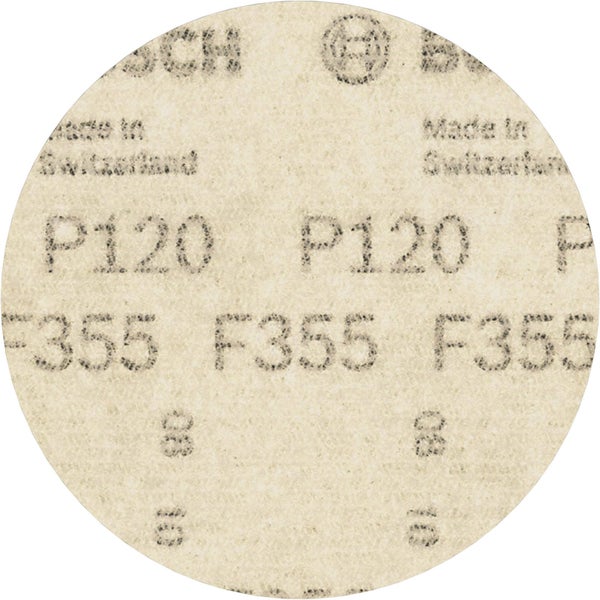 BOSCH BOSCH
Made in Made in
Switzerland Switzerland
P120 P120 P
F355 F355 F355